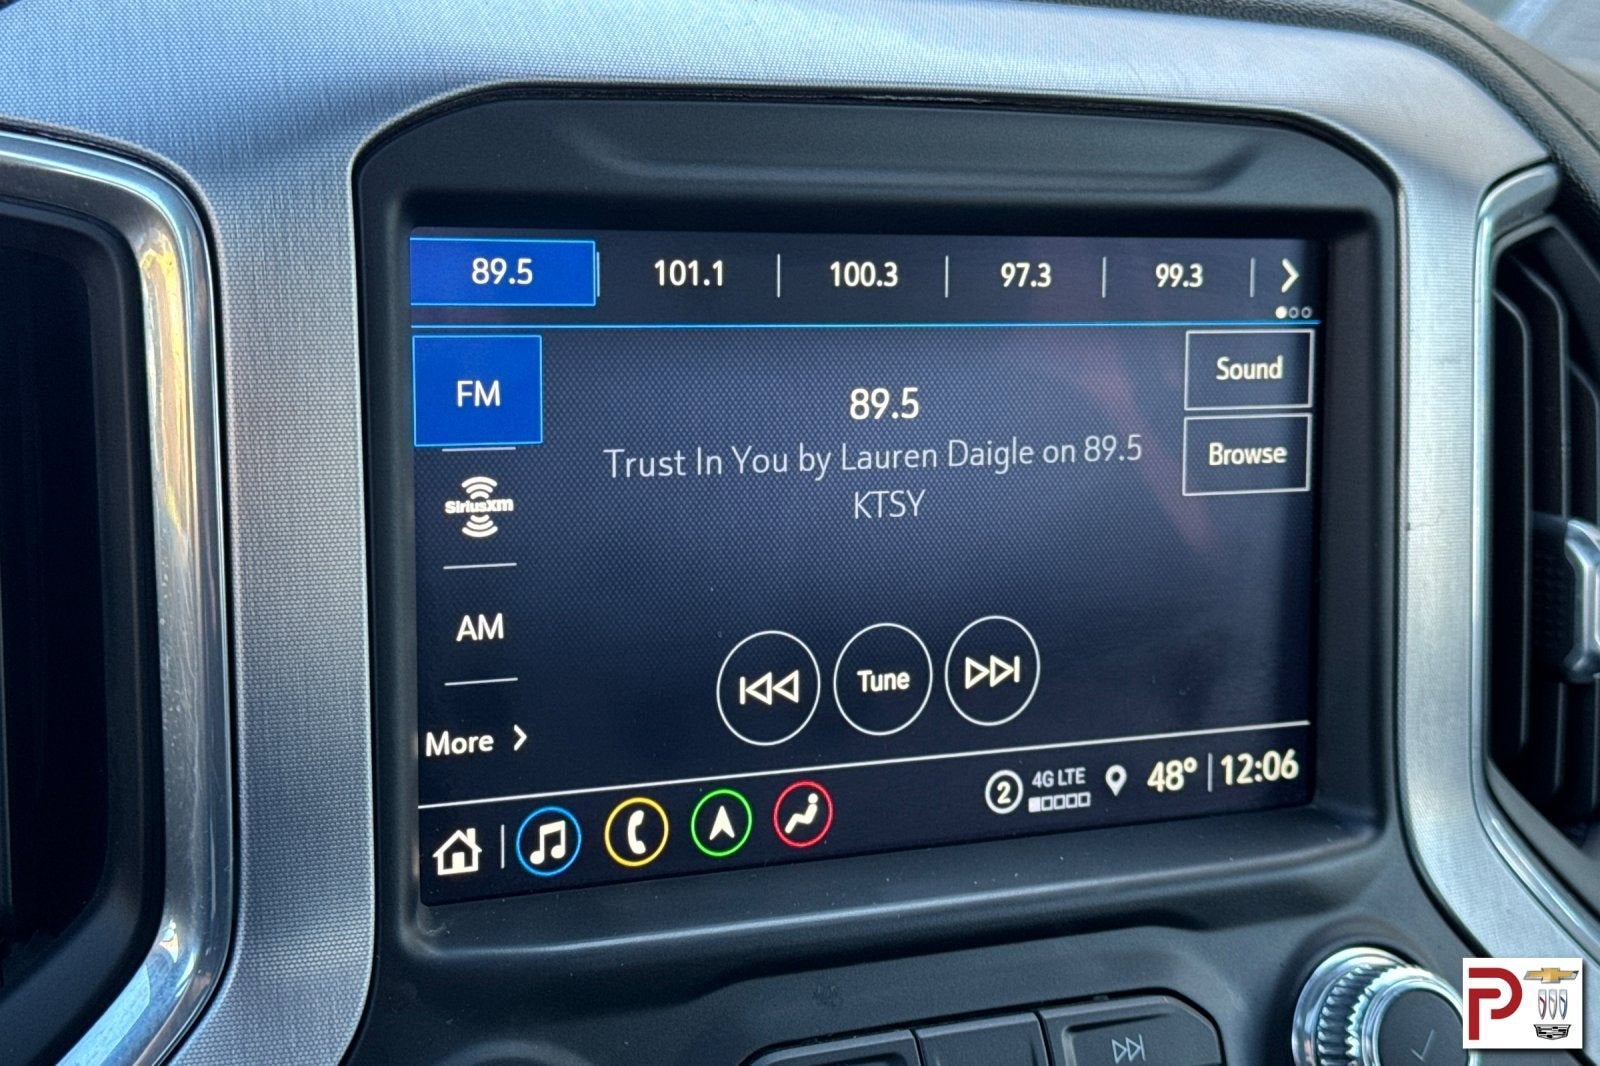 89.5
101.1
100.3
97.3
99.3
FM
Sound
89.5
Browse
Trust In You by Lauren Daigle on 89.5
KTSY
SiriusXm
AM
Tune
More
2
4G LTE
48°
12:06
P